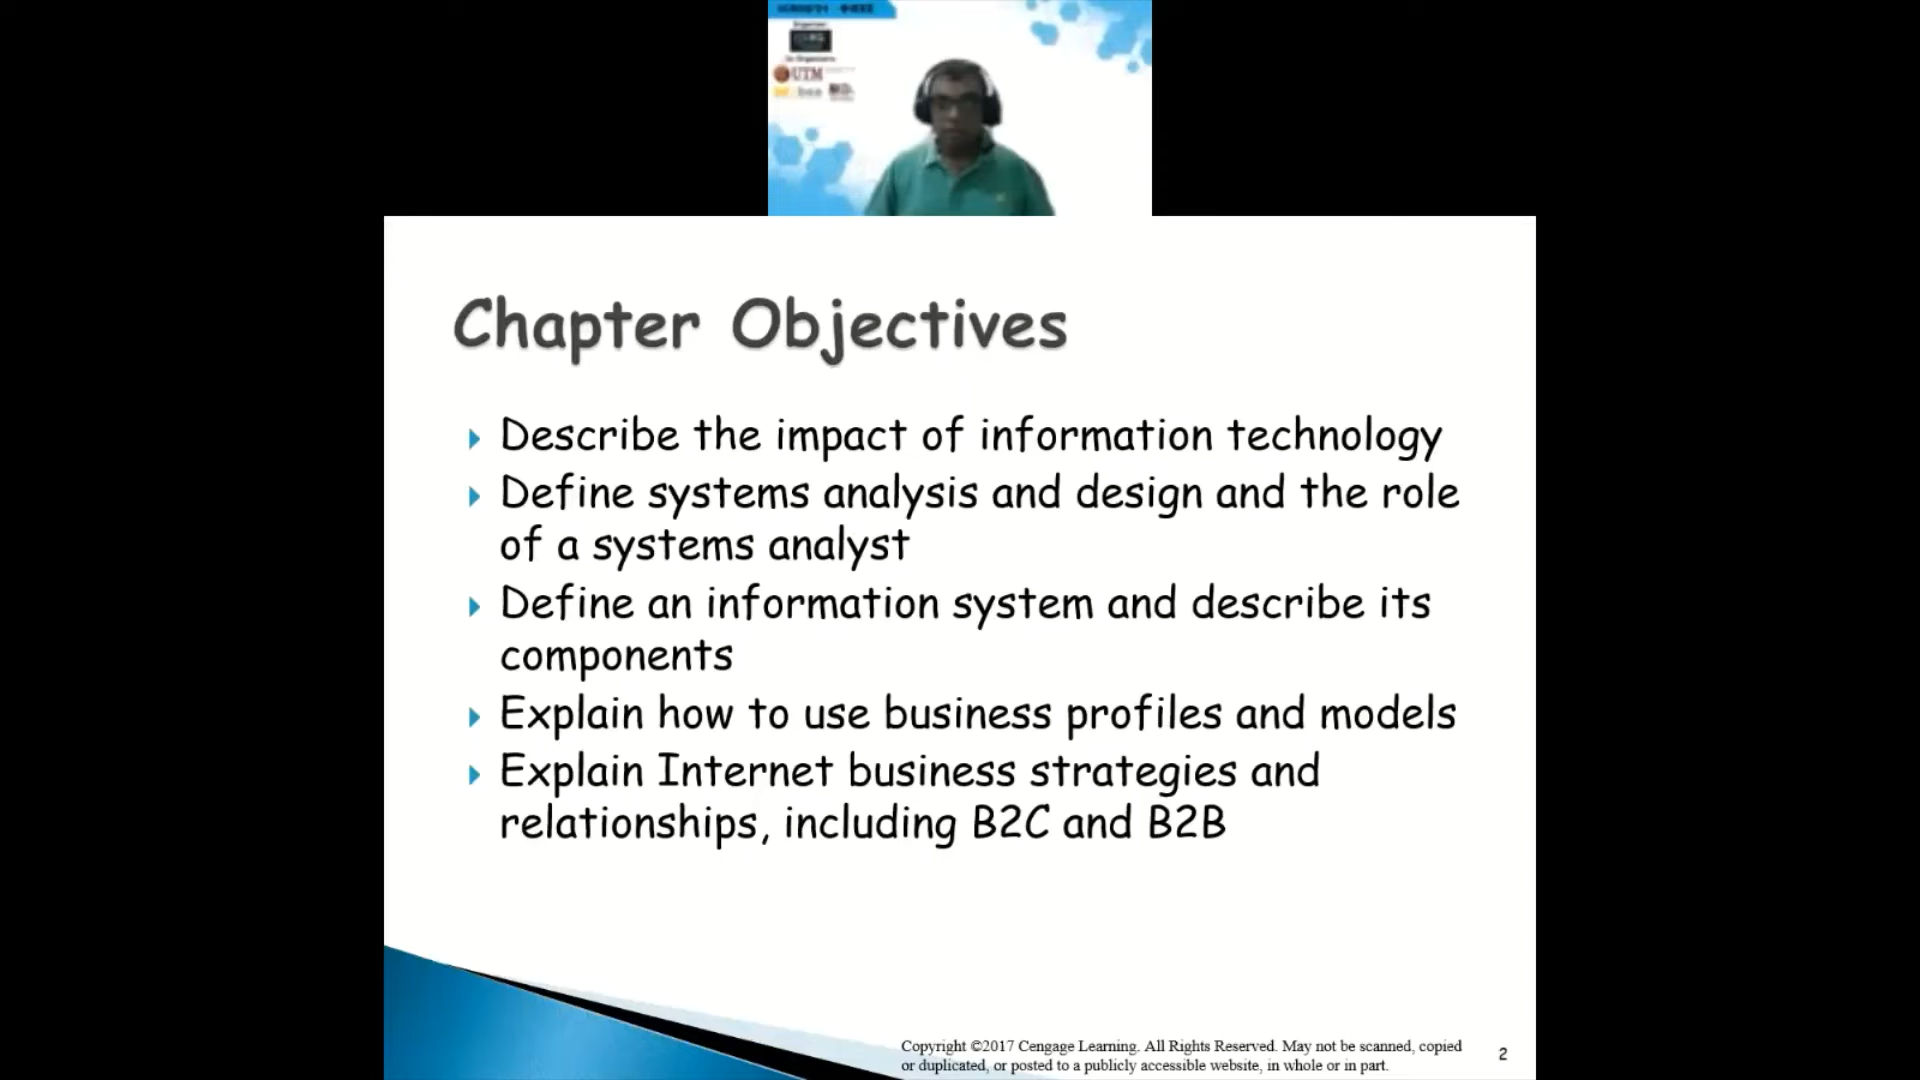 UTM
Chapter Objectives
Describe the impact of information technology
Define systems analysis and design and the role
of a systems analyst
Define an information system and describe its
components
Explain how to use business profiles and models
Explain Internet business strategies and
relationships, including B2C and B2B
Copyright ©2017 Cengage Learning. All Rights Reserved. May not be scanned, copied
or duplicated, or posted to a publicly accessible website, in whole or in part.
2